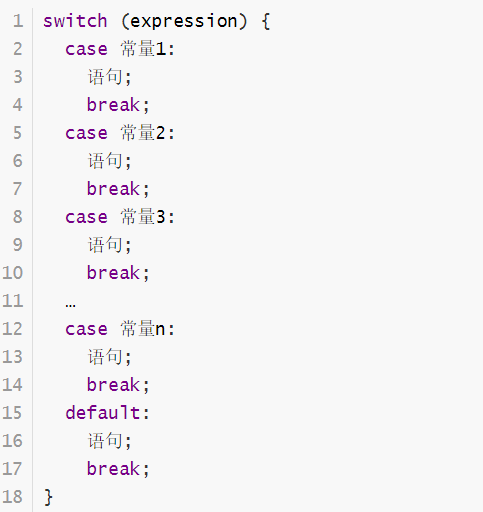 1 switch (expression) {
2 case 常量1:
3 语句;
4 break;
5 case 常量2:
6 语句;
7 break;
8 case 常量3:
9 语句;
10 break;
11 …
12 case 常量n:
13 语句;
14 break;
15 default:
16 语句;
17 break;
18 }